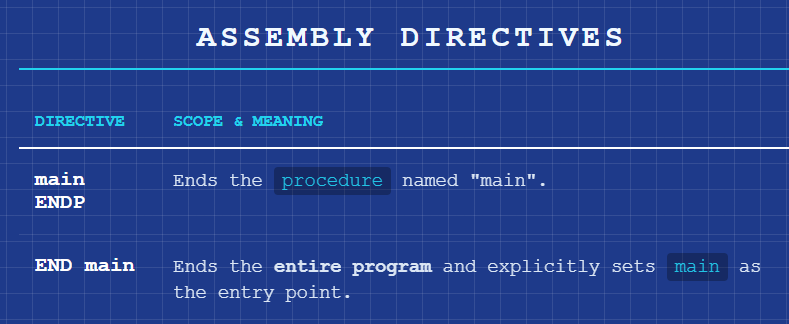 ASSEMBLY DIRECTIVES
DIRECTIVE SCOPE & MEANING
main ENDP Ends the procedure named "main".
END main Ends the entire program and explicitly sets main as
the entry point.